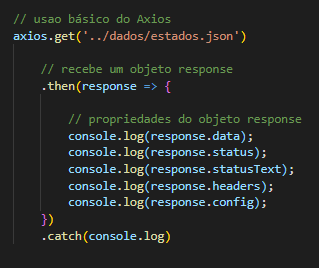 // usao básico do Axios
axios.get('../dados/estados.json')
// recebe um objeto response
.then(response => {
// propriedades do objeto response
console.log(response.data);
console.log(response.status);
console.log(response.statusText);
console.log(response.headers);
console.log(response.config);
})
.catch(console.log)